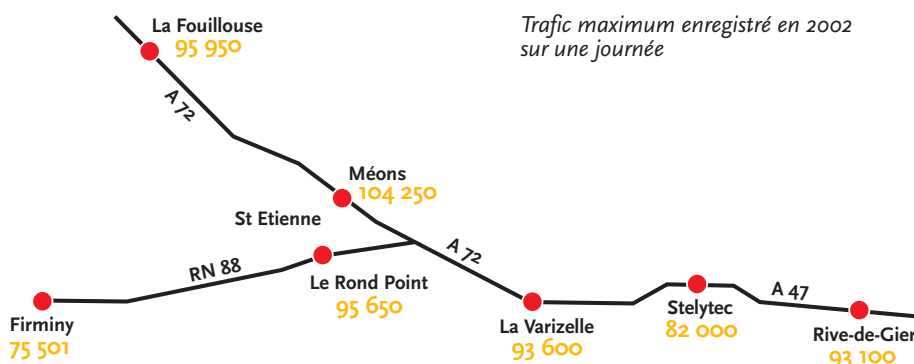 Trafic maximum enregistré en 2002
sur une journée
La Fouillouse
95 950
A 72
Méons
104 250
St Etienne
A 72
RN 88
Le Rond Point
95 650
Firminy
75 501
La Varizelle
93 600
Stelytec
82 000
A 47
Rive-de-Gier
93 100